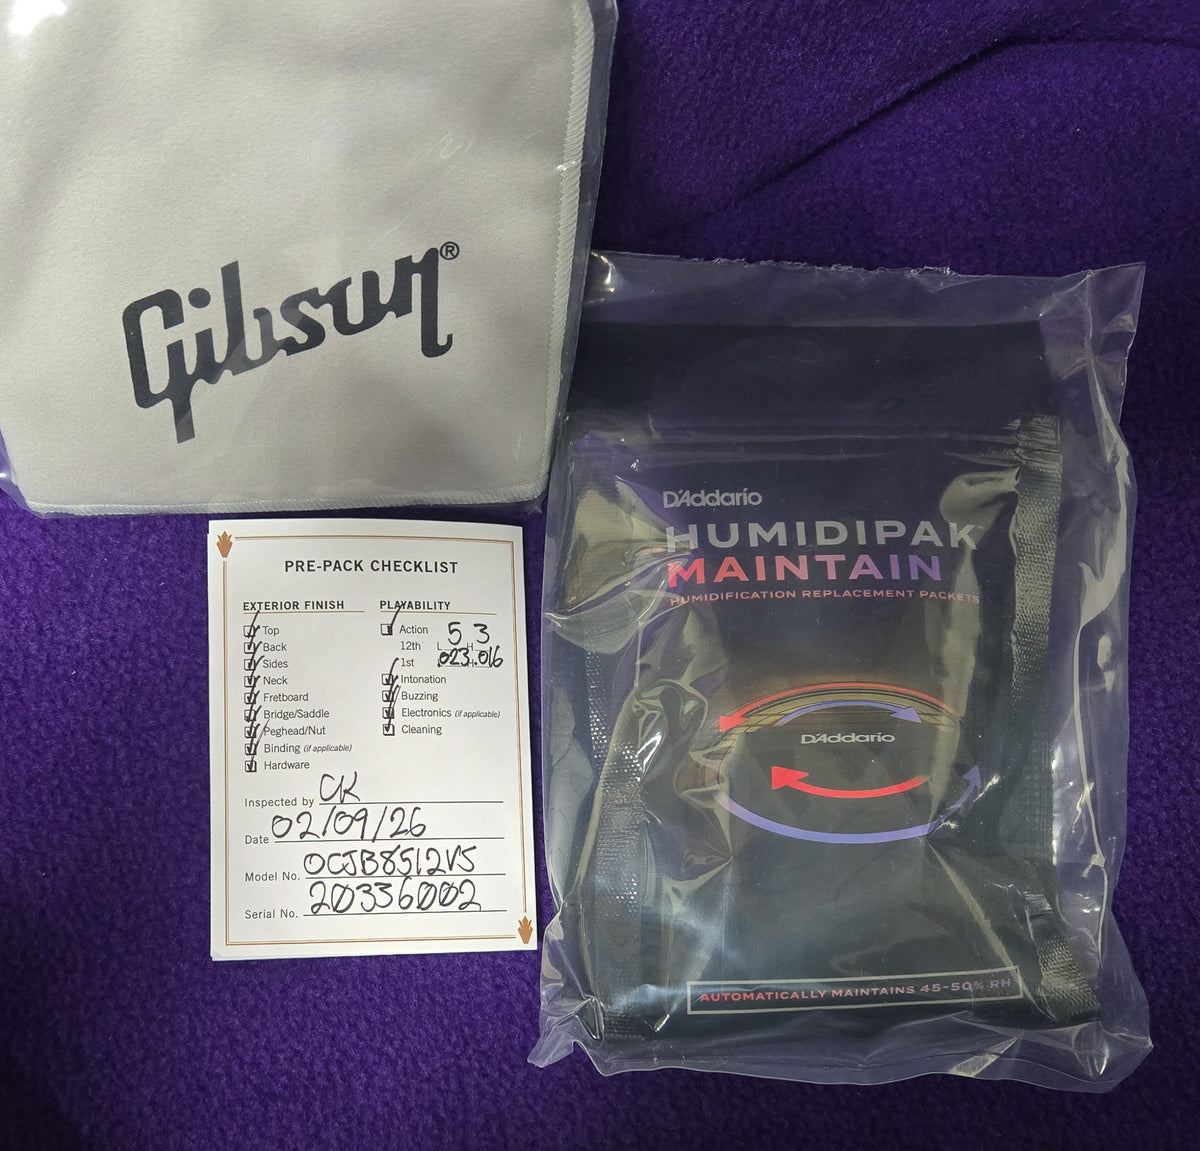 Gibson®
PRE-PACK CHECKLIST
EXTERIOR FINISH
Top
Back
Sides
Neck
Fretboard
Bridge/Saddle
Peghead/Nut
Binding (if applicable)
Hardware
PLAYABILITY
Action
12th L 5 H 3
1st .023 H .016
Intonation
Buzzing
Electronics (if applicable)
Cleaning
Inspected by CK
Date 02/09/26
Model No. OCJB8512VS
Serial No. 20336002
D'Addario
HUMIDIPAK
MAINTAIN
HUMIDIFICATION REPLACEMENT PACKETS
D'Addario
AUTOMATICALLY MAINTAINS 45-50% RH